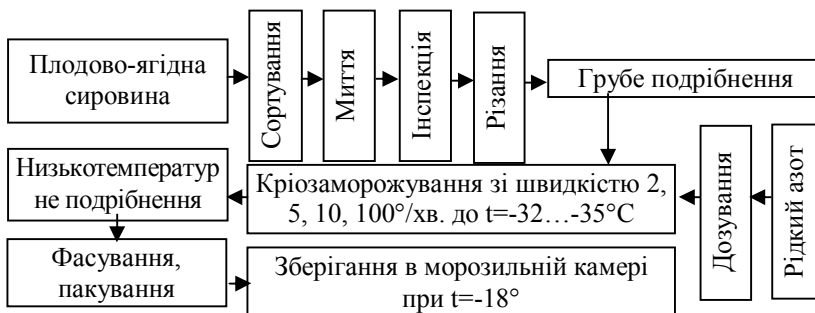 Плодово-ягідна
сировина
Сортування
Миття
Інспекція
Різання
Грубе подрібнення
Рідкий азот
Дозування
Кріозаморожування зі швидкістю 2,
5, 10, 100°/хв. до t=-32…-35°С
Низькотемператур
не подрібнення
Фасування,
пакування
Зберігання в морозильній камері
при t=-18°